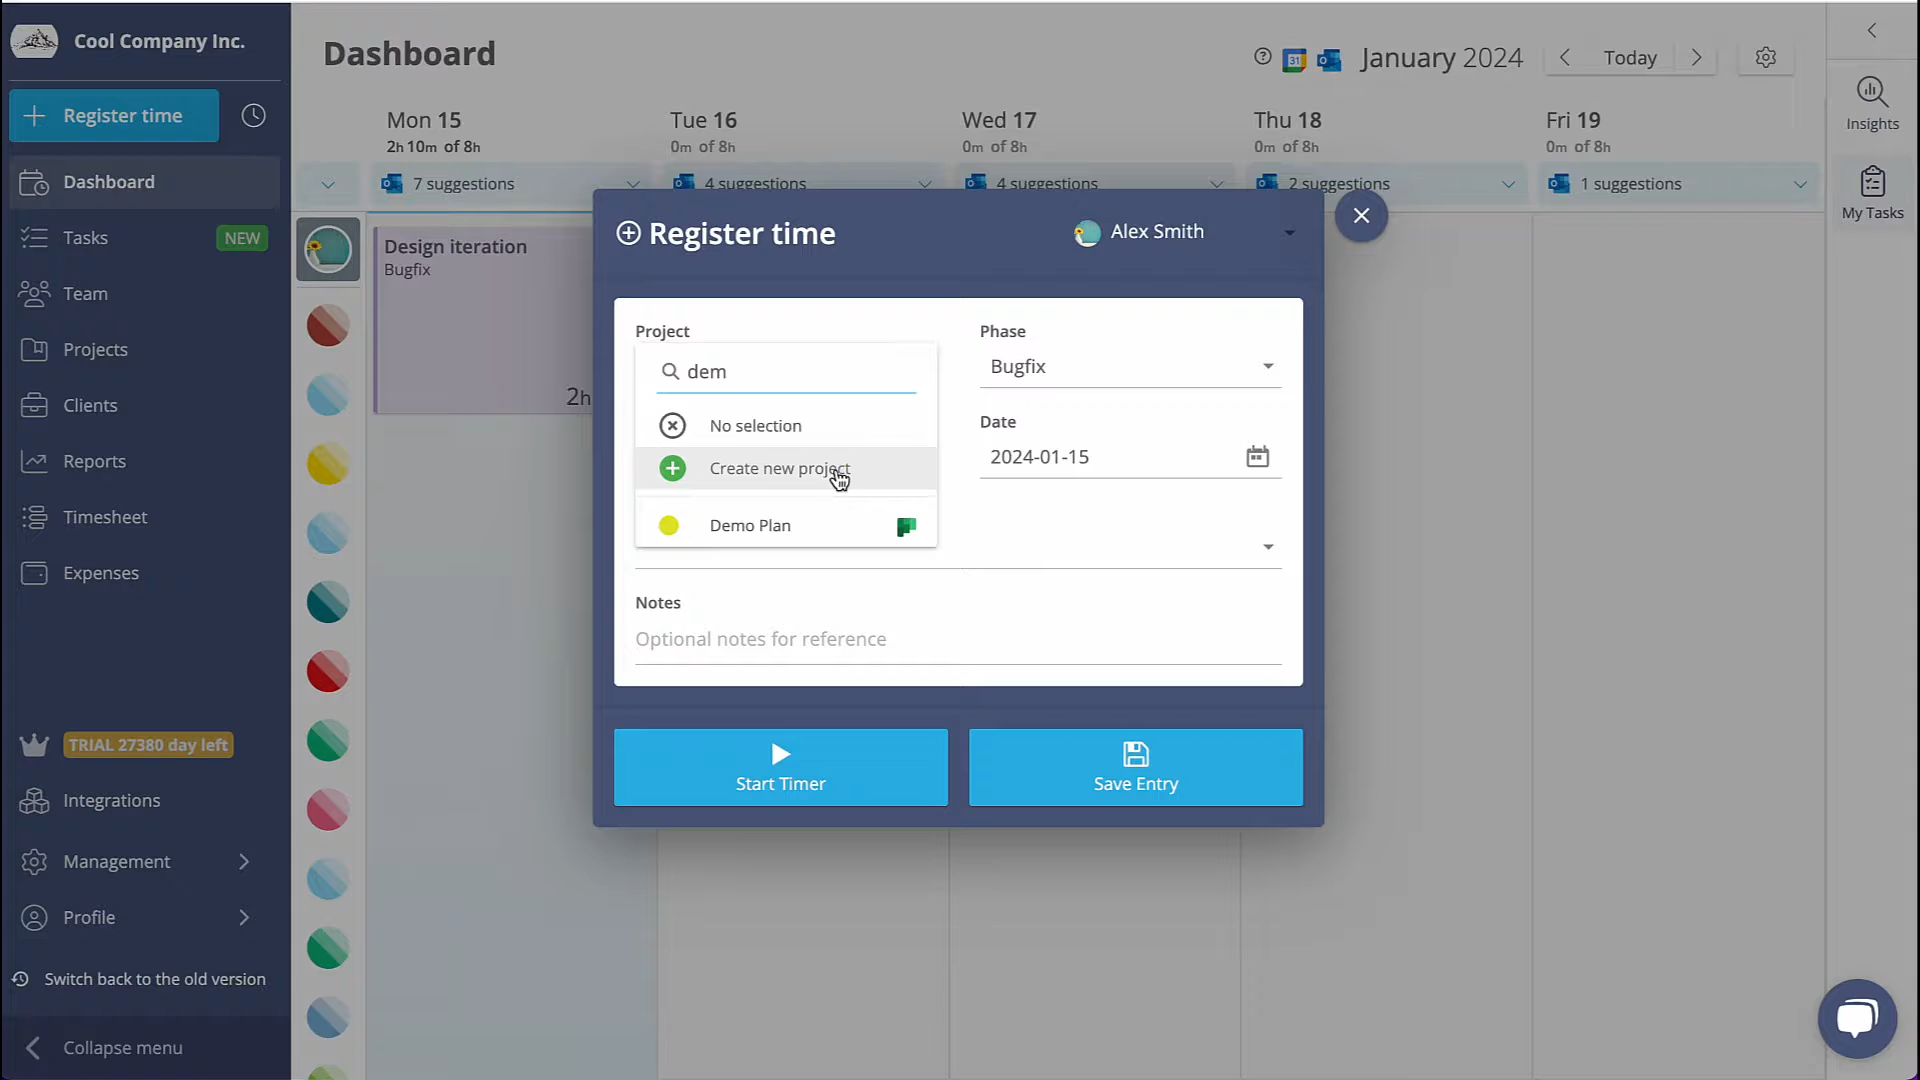 Cool Company Inc.
Register time
Dashboard
Tasks
NEW
Team
Projects
Clients
Reports
Timesheet
Expenses
TRIAL 27380 day left
Integrations
Management
Profile
Switch back to the old version
Collapse menu
Dashboard
31
January 2024
Today
Mon 15
2h 10m of 8h
7 suggestions
Tue 16
0m of 8h
4 suggestions
Wed 17
0m of 8h
4 suggestions
Thu 18
0m of 8h
2 suggestions
Fri 19
0m of 8h
1 suggestions
Design iteration
Bugfix
2h
Register time
Alex Smith
Project
dem
No selection
Create new project
Demo Plan
Phase
Bugfix
Date
2024-01-15
Notes
Optional notes for reference
Start Timer
Save Entry
Insights
My Tasks